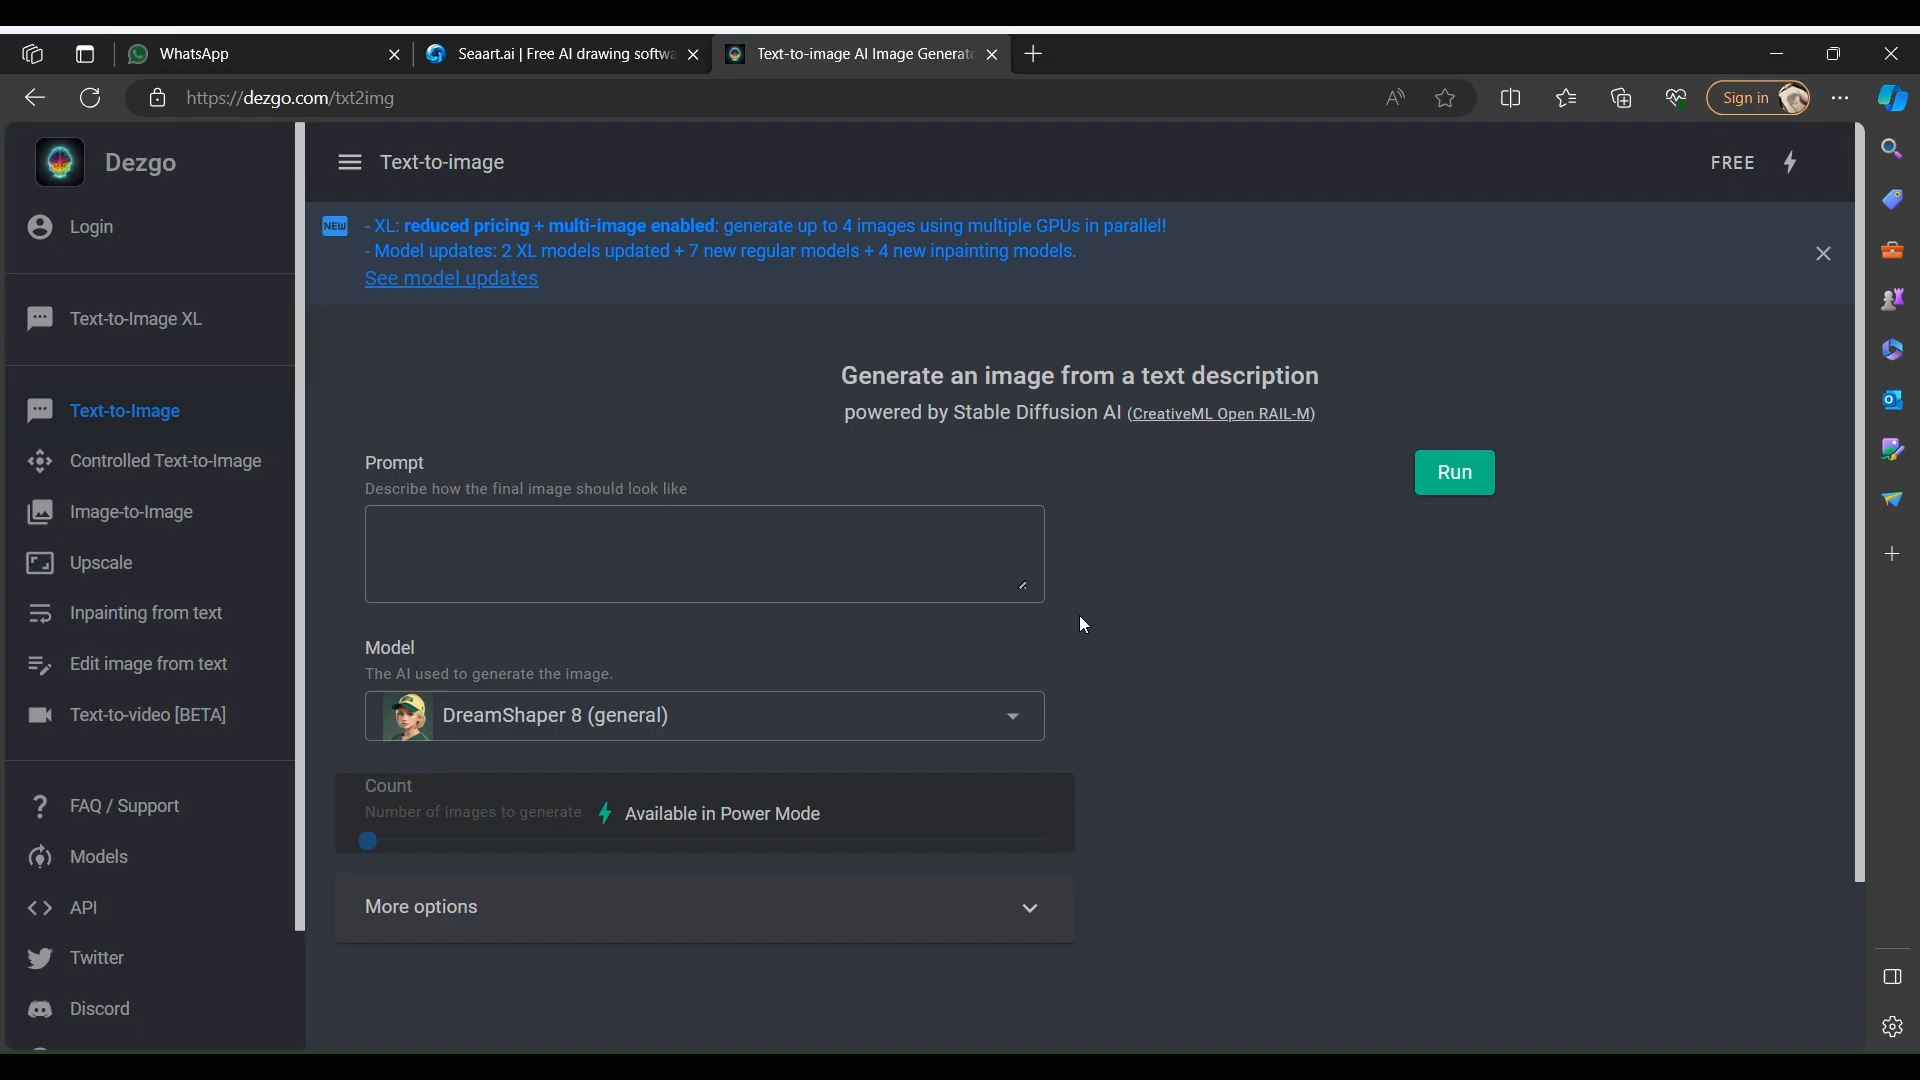 WhatsApp
Seaart.ai | Free AI drawing softwa
Text-to-image AI Image Generat
https://dezgo.com/txt2img
Sign in
Dezgo
Login
Text-to-Image XL
Text-to-Image
Controlled Text-to-Image
Image-to-Image
Upscale
Inpainting from text
Edit image from text
Text-to-video [BETA]
FAQ / Support
Models
API
Twitter
Discord
Text-to-image
FREE
NEW
- XL: reduced pricing + multi-image enabled: generate up to 4 images using multiple GPUs in parallel!
- Model updates: 2 XL models updated + 7 new regular models + 4 new inpainting models.
See model updates
Generate an image from a text description
powered by Stable Diffusion AI (CreativeML Open RAIL-M)
Prompt
Describe how the final image should look like
Run
Model
The AI used to generate the image.
DreamShaper 8 (general)
Count
Number of images to generate
Available in Power Mode
More options